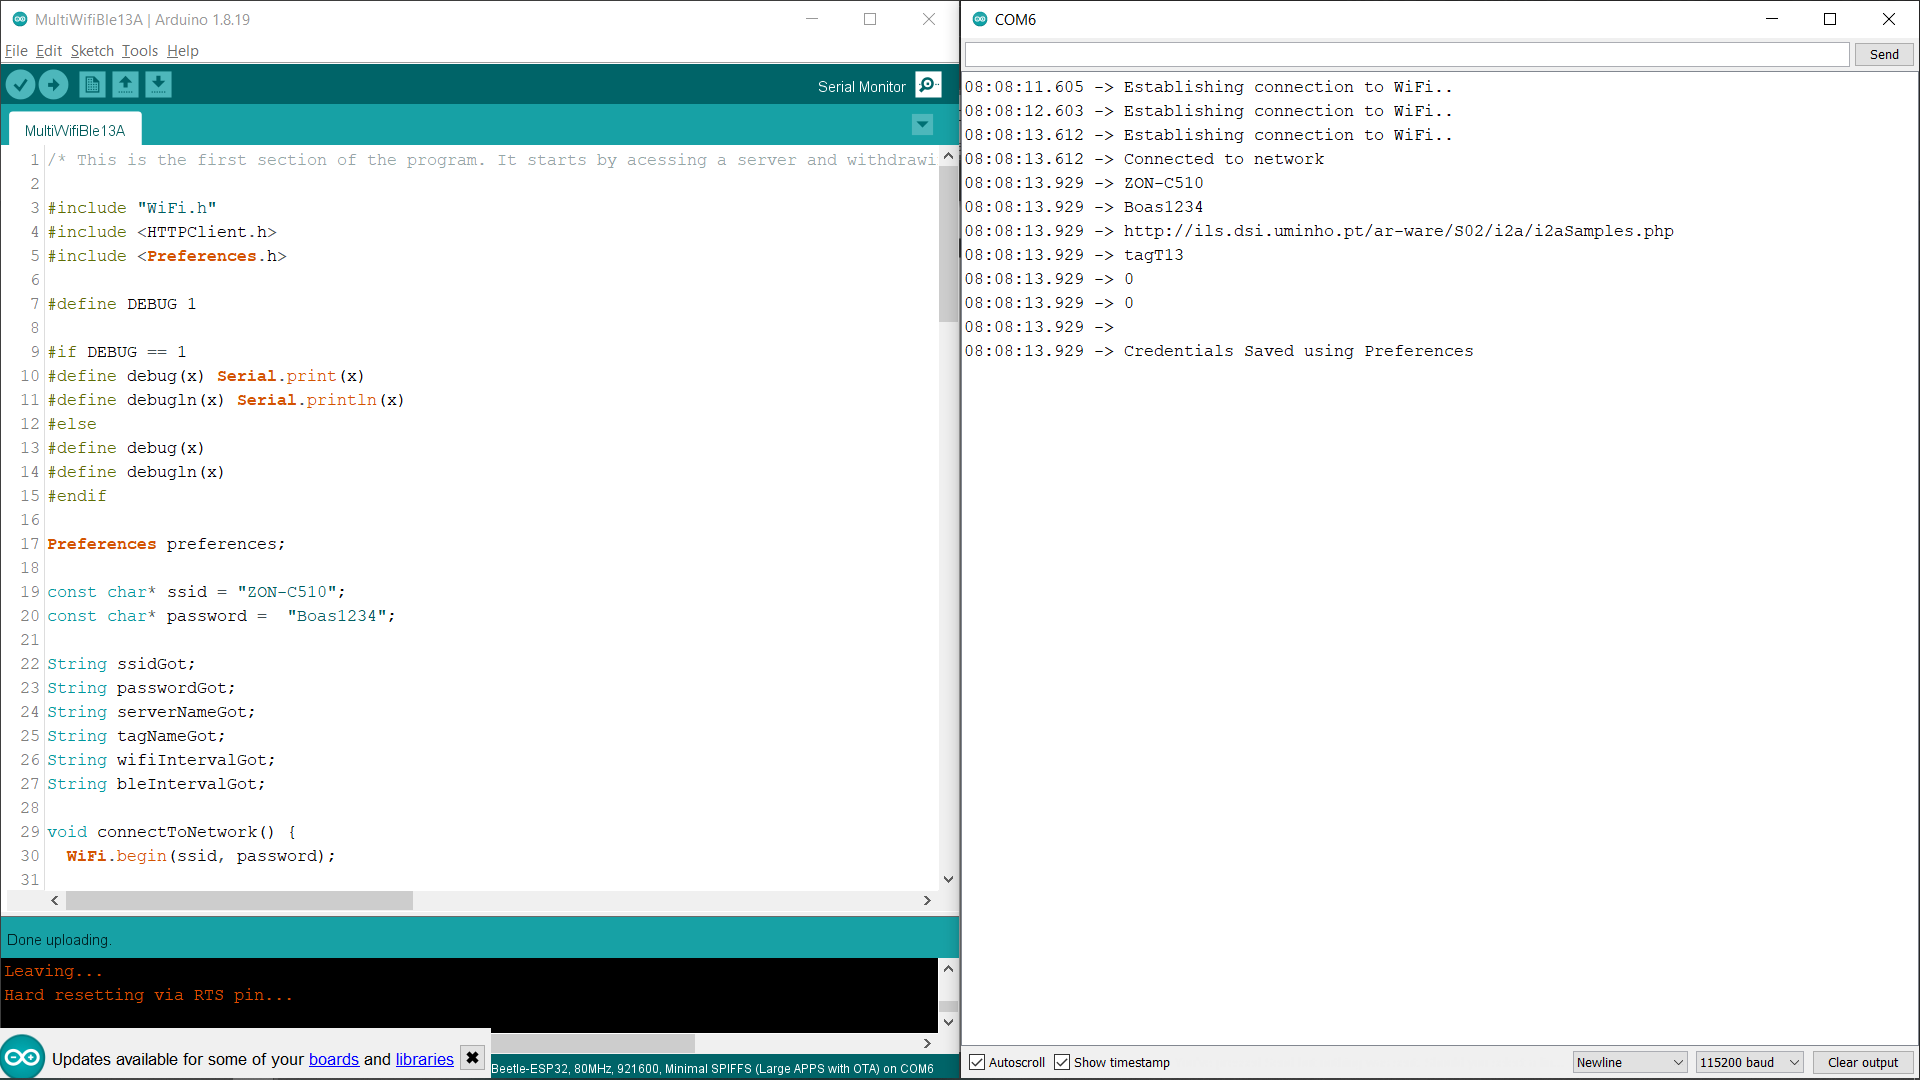 MultiWifiBle13A | Arduino 1.8.19
File Edit Sketch Tools Help
Serial Monitor
MultiWifiBle13A
1 /* This is the first section of the program. It starts by acessing a server and withdrawi
2
3 #include "WiFi.h"
4 #include <HTTPClient.h>
5 #include <Preferences.h>
6
7 #define DEBUG 1
8
9 #if DEBUG == 1
10 #define debug(x) Serial.print(x)
11 #define debugln(x) Serial.println(x)
12 #else
13 #define debug(x)
14 #define debugln(x)
15 #endif
16
17 Preferences preferences;
18
19 const char* ssid = "ZON-C510";
20 const char* password =  "Boas1234";
21
22 String ssidGot;
23 String passwordGot;
24 String serverNameGot;
25 String tagNameGot;
26 String wifiIntervalGot;
27 String bleIntervalGot;
28
29 void connectToNetwork() {
30   WiFi.begin(ssid, password);
31
Done uploading.
Leaving...
Hard resetting via RTS pin...
Updates available for some of your boards and libraries
Beetle-ESP32, 80MHz, 921600, Minimal SPIFFS (Large APPS with OTA) on COM6
COM6
Send
08:08:11.605 -> Establishing connection to WiFi..
08:08:12.603 -> Establishing connection to WiFi..
08:08:13.612 -> Establishing connection to WiFi..
08:08:13.612 -> Connected to network
08:08:13.929 -> ZON-C510
08:08:13.929 -> Boas1234
08:08:13.929 -> http://ils.dsi.uminho.pt/ar-ware/S02/i2a/i2aSamples.php
08:08:13.929 -> tagT13
08:08:13.929 -> 0
08:08:13.929 -> 0
08:08:13.929 ->
08:08:13.929 -> Credentials Saved using Preferences
Autoscroll Show timestamp Newline 115200 baud Clear output